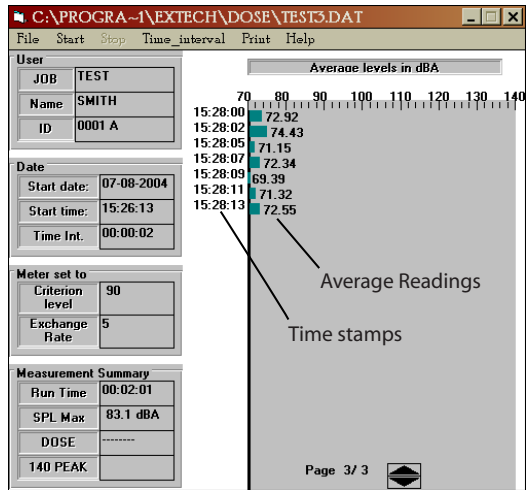 C:\PROGRA~1\EXTECH\DOSE\TEST3.DAT
File Start Stop Time_interval Print Help
User
JOB TEST
Name SMITH
ID 0001 A
Date
Start date: 07-08-2004
Start time: 15:26:13
Time Int. 00:00:02
Meter set to
Criterion level 90
Exchange Rate 5
Measurement Summary
Run Time 00:02:01
SPL Max 83.1 dBA
DOSE --------
140 PEAK
Average levels in dBA
70 80 90 100 110 120 130 140
15:28:00 72.92
15:28:02 74.43
15:28:05 71.15
15:28:07 72.34
15:28:09 69.39
15:28:11 71.32
15:28:13 72.55
Average Readings
Time stamps
Page 3/ 3